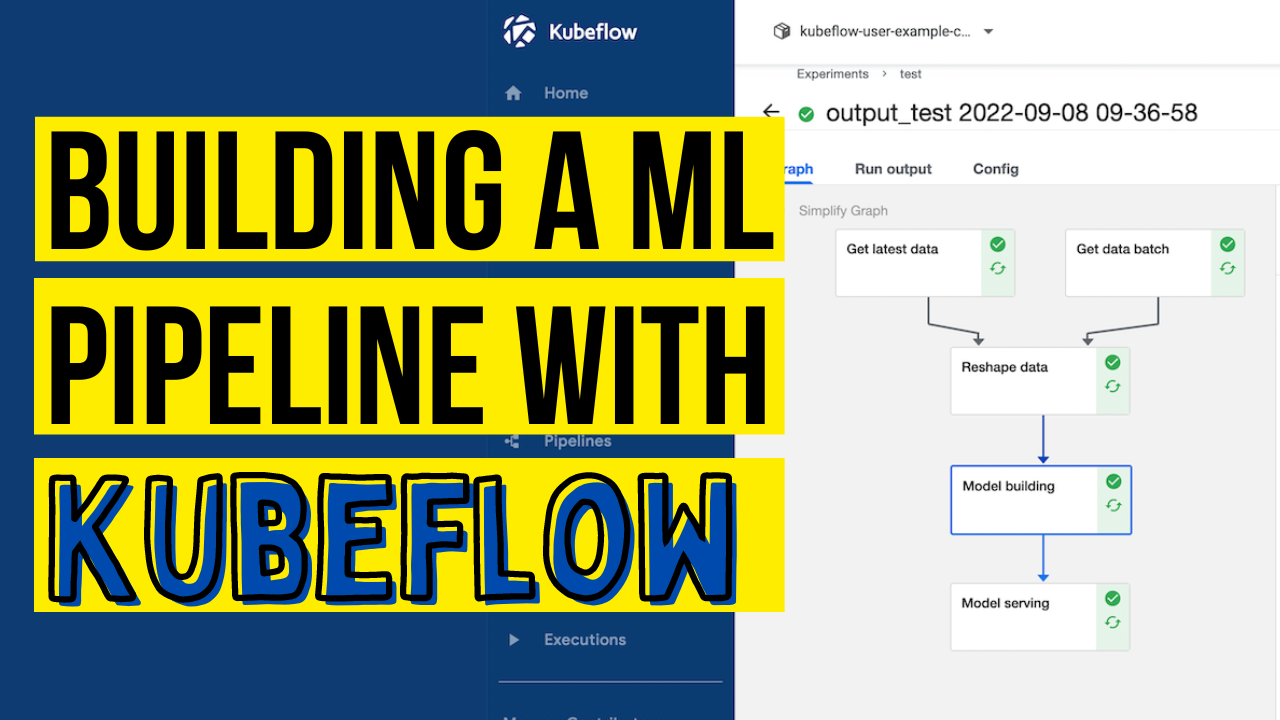 Kubeflow
Home
BUILDING A ML
PIPELINE WITH
KUBEFLOW
Pipelines
Executions
kubeflow-user-example-c...
Experiments > test
output_test 2022-09-08 09-36-58
raph Run output Config
Simplify Graph
Get latest data
Get data batch
Reshape data
Model building
Model serving